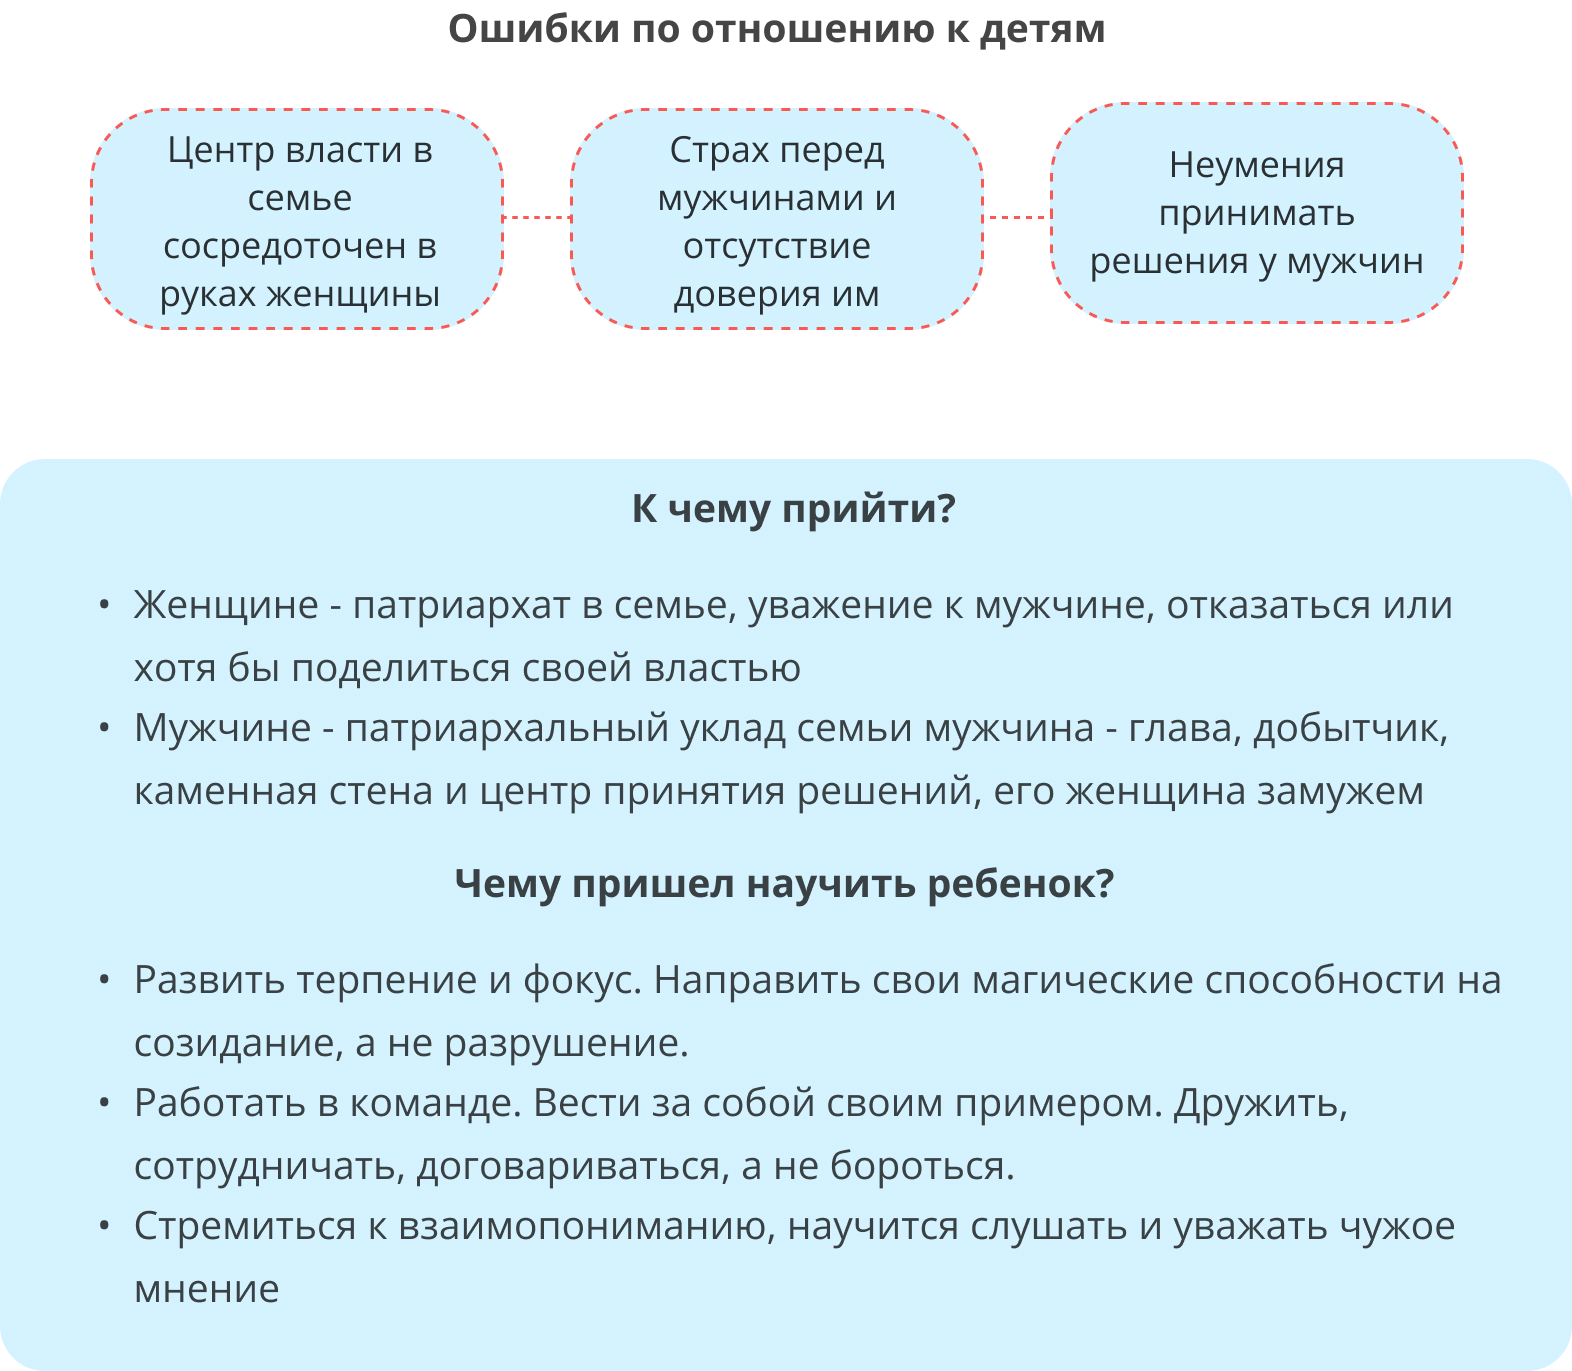 Ошибки по отношению к детям
Центр власти в
семье
сосредоточен в
руках женщины
Страх перед
мужчинами и
отсутствие
доверия им
Неумения
принимать
решения у мужчин
К чему прийти?
• Женщине - патриархат в семье, уважение к мужчине, отказаться или
хотя бы поделиться своей властью
• Мужчине - патриархальный уклад семьи мужчина - глава, добытчик,
каменная стена и центр принятия решений, его женщина замужем
Чему пришел научить ребенок?
• Развить терпение и фокус. Направить свои магические способности на
созидание, а не разрушение.
• Работать в команде. Вести за собой своим примером. Дружить,
сотрудничать, договариваться, а не бороться.
• Стремиться к взаимопониманию, научится слушать и уважать чужое
мнение